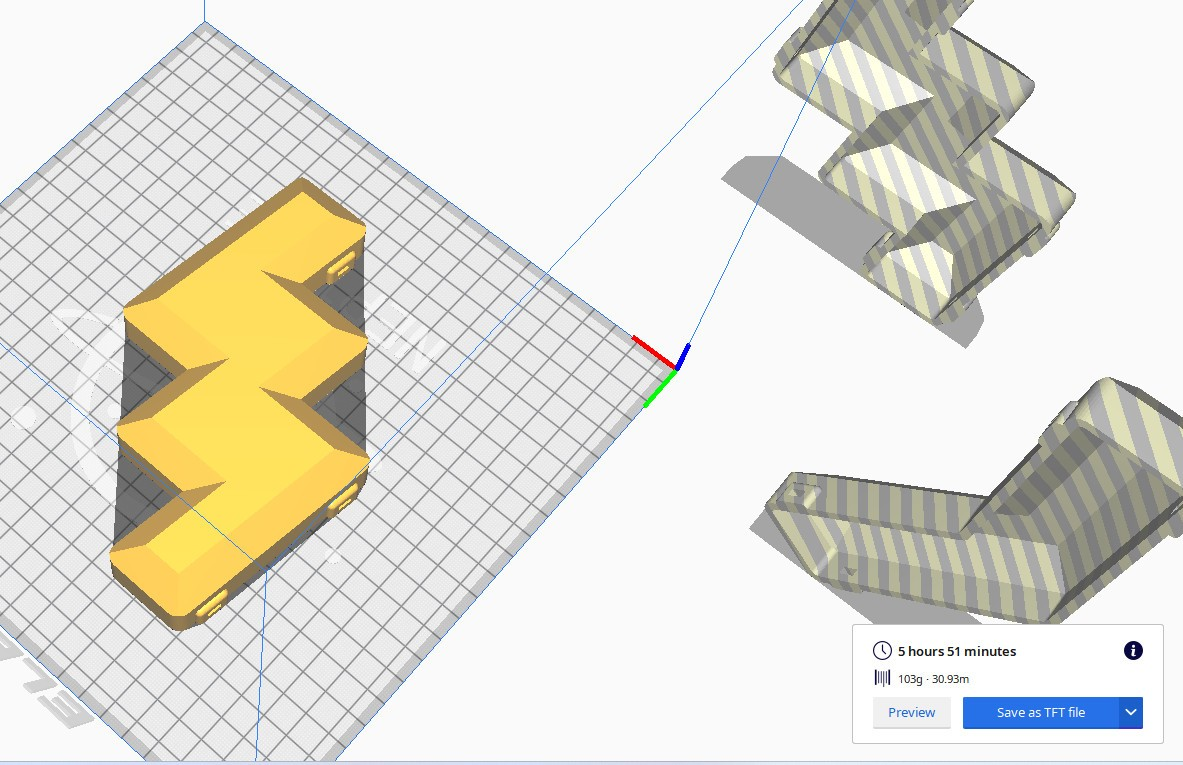 5 hours 51 minutes
103g · 30.93m
Preview
Save as TFT file